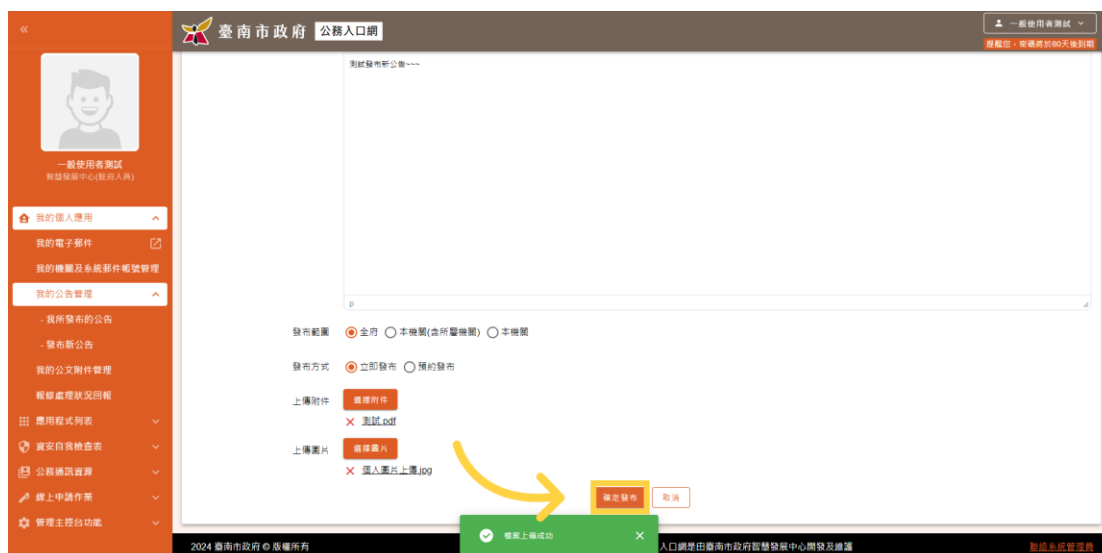 «
臺南市政府 公務入口網
一般使用者測試
提醒您，密碼將於80天後到期
一般使用者測試
智慧發展中心(駐府人員)
我的個人應用
我的電子郵件
我的機關及系統郵件帳號管理
我的公告管理
- 我所發布的公告
- 發布新公告
我的公文附件管理
報修處理狀況回報
應用程式列表
資安自我檢查表
公務通訊資源
線上申請作業
管理主控台功能
測試發布新公告~~~
p
發布範圍 全府 本機關(含所屬機關) 本機關
發布方式 立即發布 預約發布
上傳附件 選擇附件
測試.pdf
上傳圖片 選擇圖片
個人圖片上傳.jpg
確定發布 取消
檔案上傳成功
2024 臺南市政府 © 版權所有
入口網是由臺南市政府智慧發展中心開發及維護
聯絡系統管理員